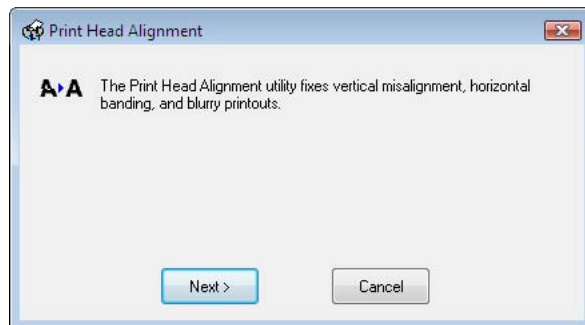 Print Head Alignment
A A The Print Head Alignment utility fixes vertical misalignment, horizontal
banding, and blurry printouts.
Next >
Cancel